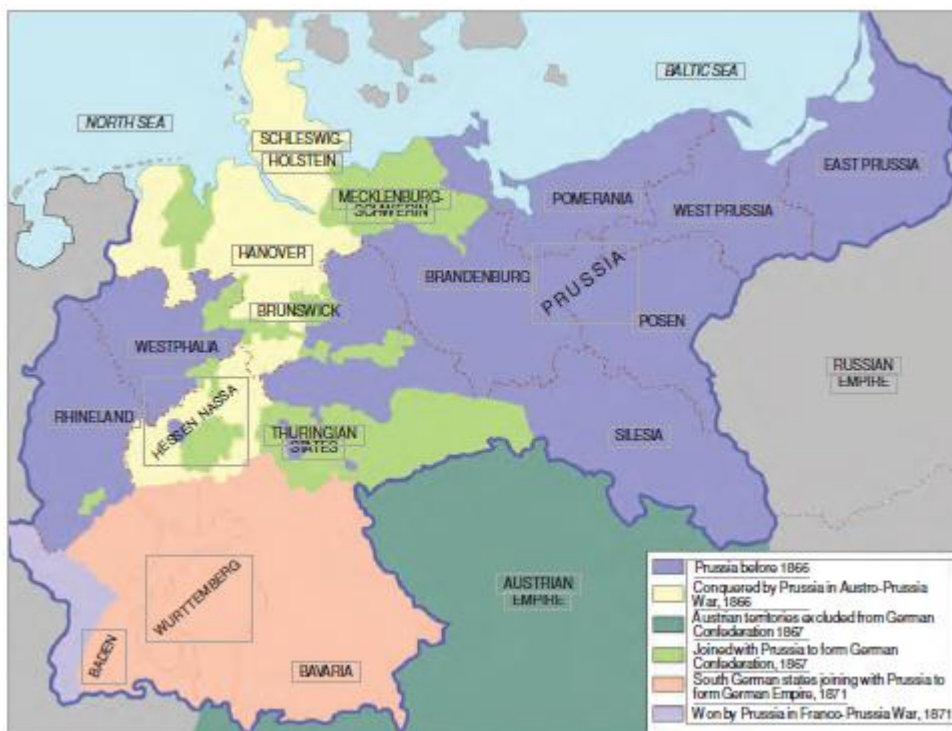 BALTIC SEA
NORTH SEA
SCHLESWIG-
HOLSTEIN
EAST PRUSSIA
MECKLENBURG-
SCHWERIN
POMERANIA
WEST PRUSSIA
HANOVER
BRANDENBURG
PRUSSIA
BRUNSWICK
POSEN
WESTPHALIA
RUSSIAN
EMPIRE
RHINELAND
HESSEN NASSA
THURINGIAN
STATES
SILESIA
WURTTEMBERG
AUSTRIAN
EMPIRE
BADEN
BAVARIA
Prussia before 1866
Conquered by Prussia in Austro-Prussia
War, 1866
Austrian territories excluded from German
Confederation 1867
Joined with Prussia to form German
Confederation, 1867
South German states joining with Prussia to
form German Empire, 1871
Won by Prussia in Franco-Prussia War, 1871